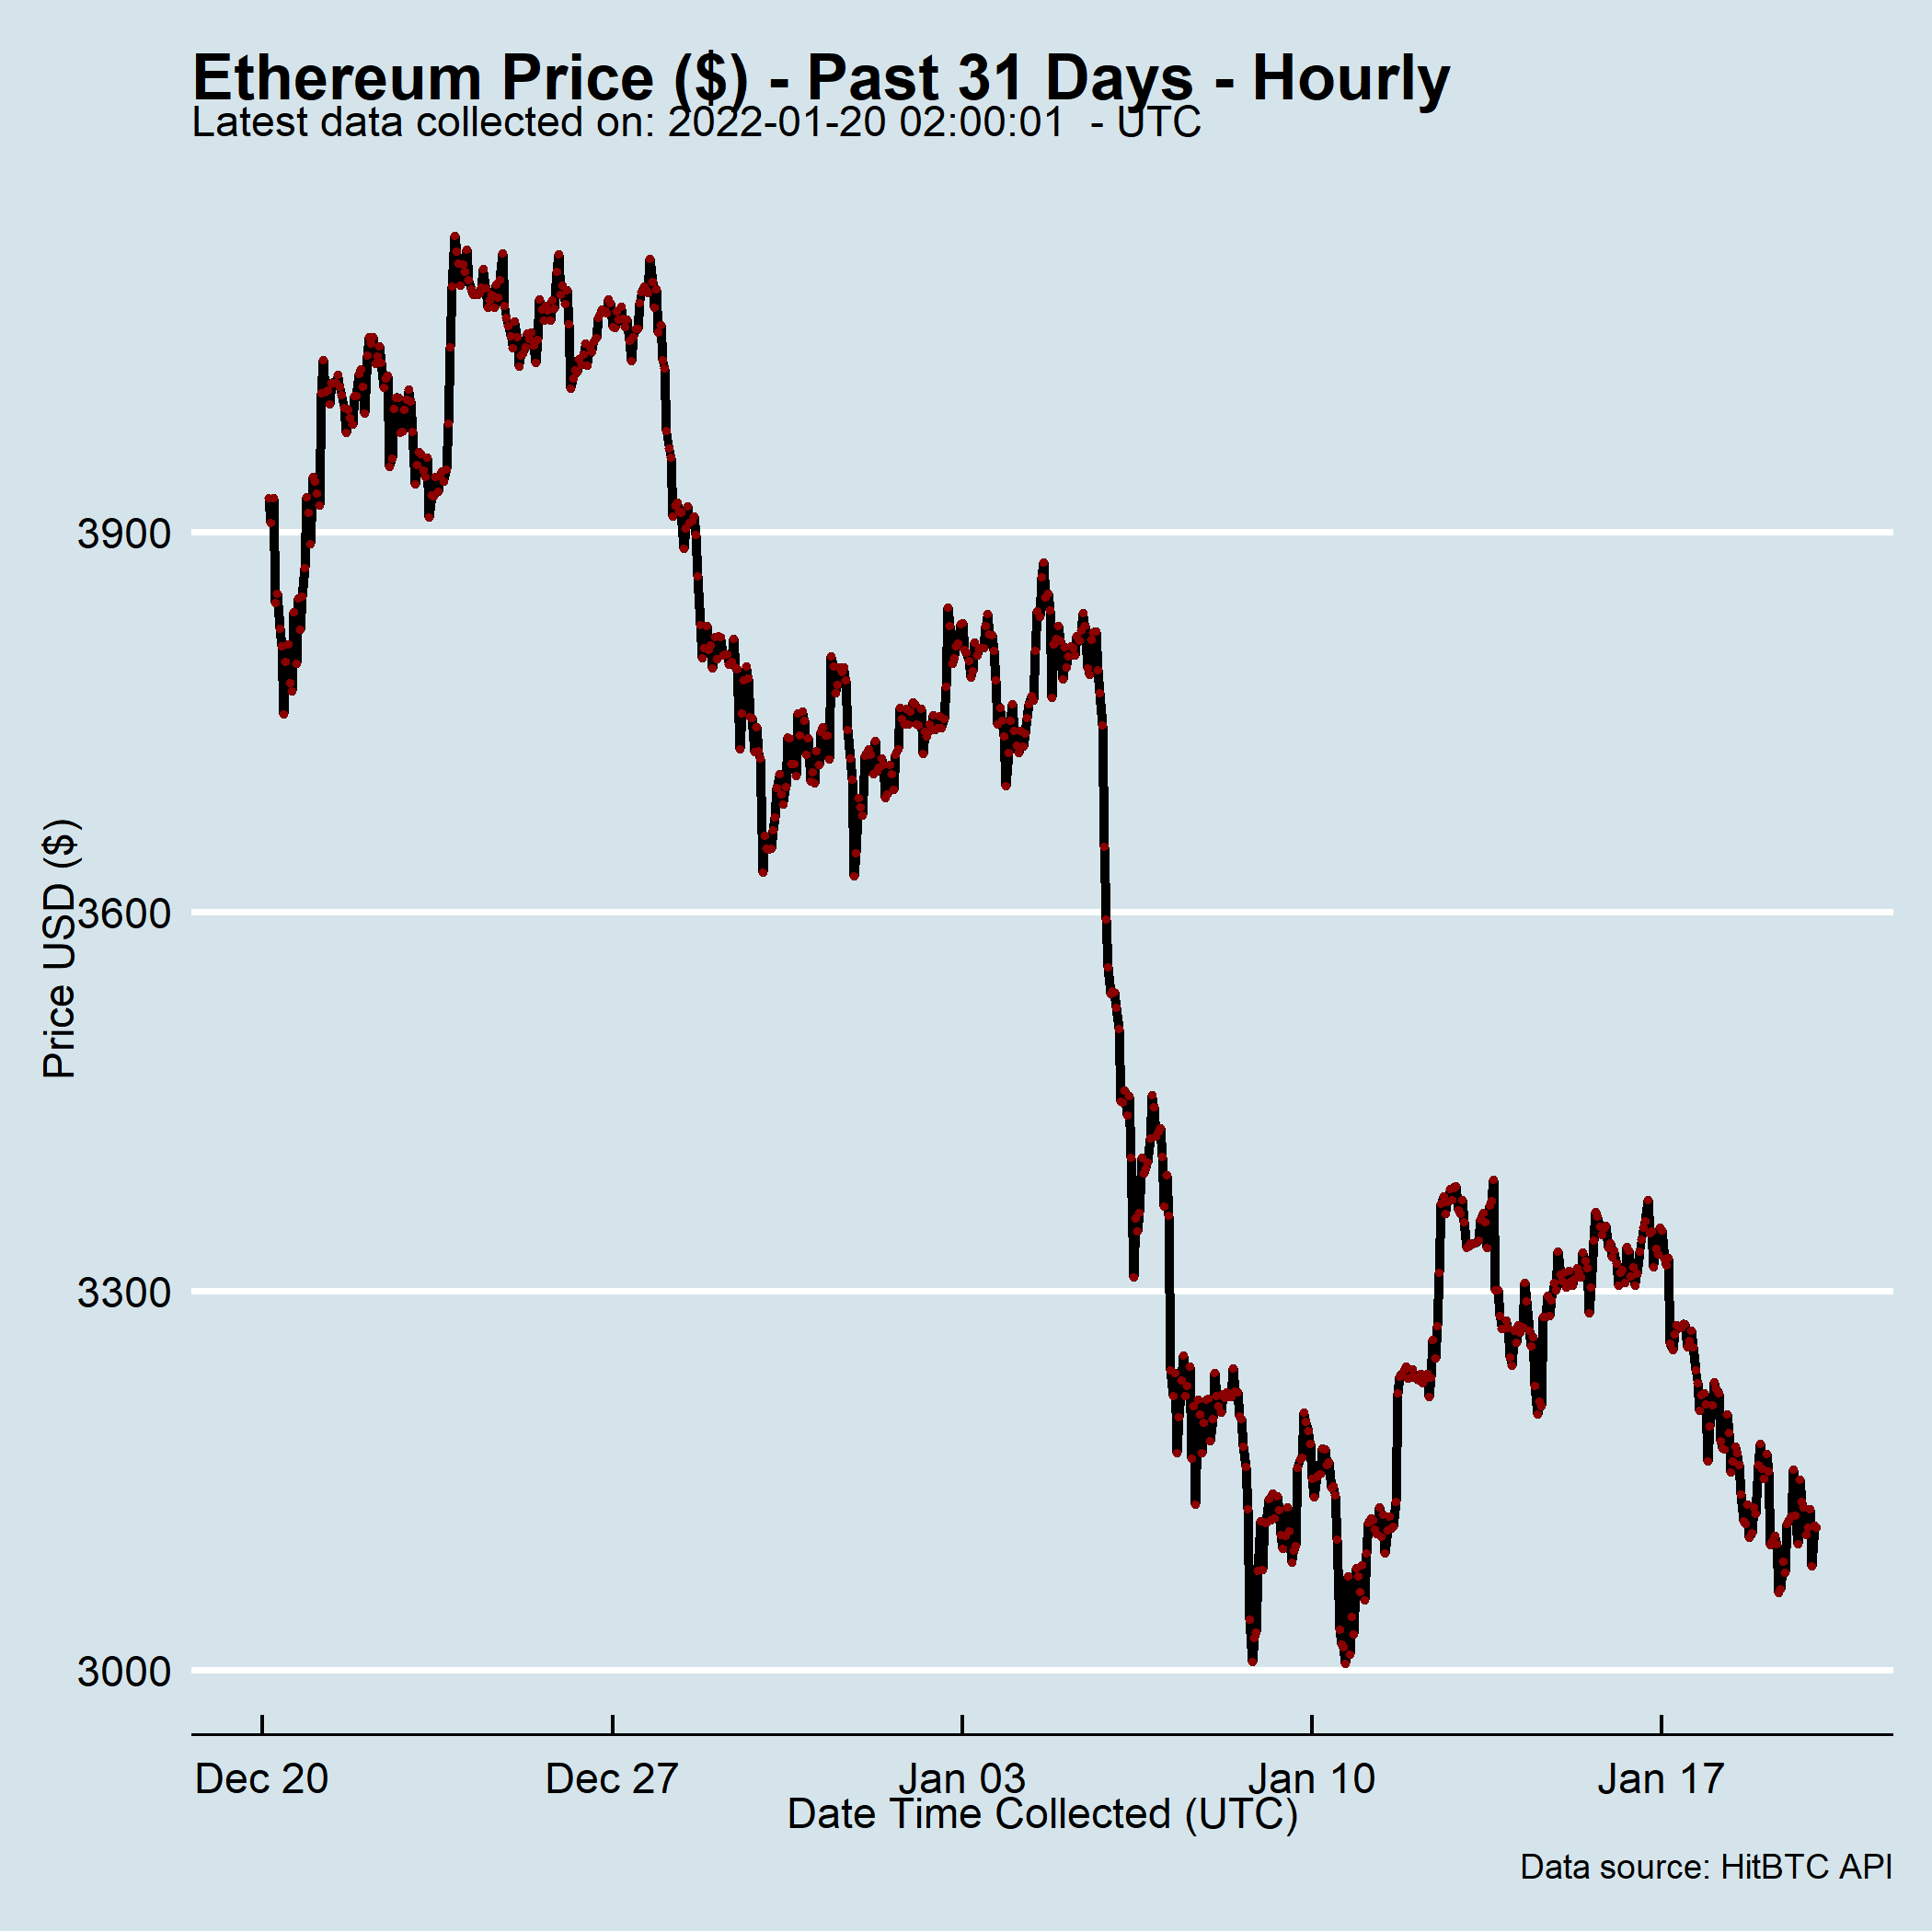 Ethereum Price ($) - Past 31 Days - Hourly
Latest data collected on: 2022-01-20 02:00:01  - UTC
Price USD ($)
3900
3600
3300
3000
Dec 20
Dec 27
Jan 03
Jan 10
Jan 17
Date Time Collected (UTC)
Data source: HitBTC API